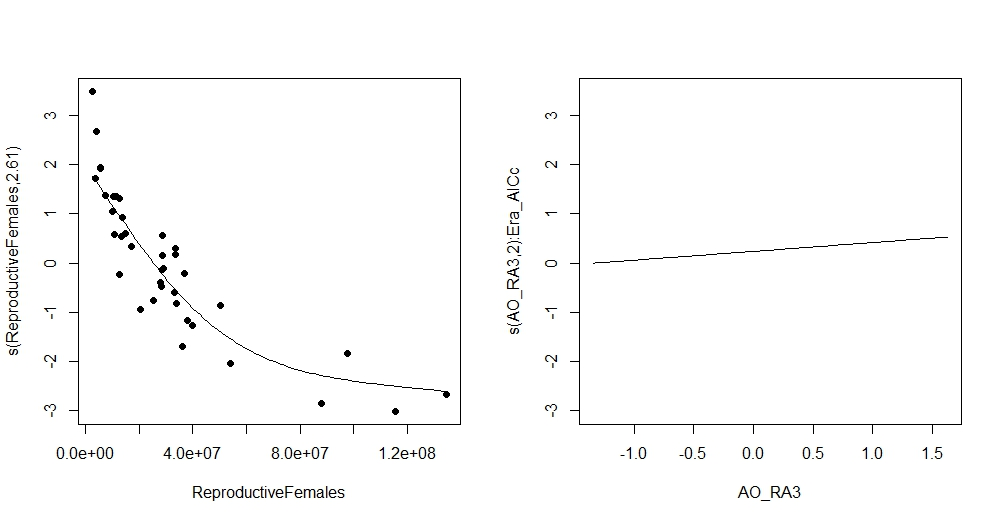 s(ReproductiveFemales,2.61)
3
2
1
0
-1
-2
-3
0.0e+00 4.0e+07 8.0e+07 1.2e+08
ReproductiveFemales
s(AO_RA3,2):Era_AICc
3
2
1
0
-1
-2
-3
-1.0 -0.5 0.0 0.5 1.0 1.5
AO_RA3